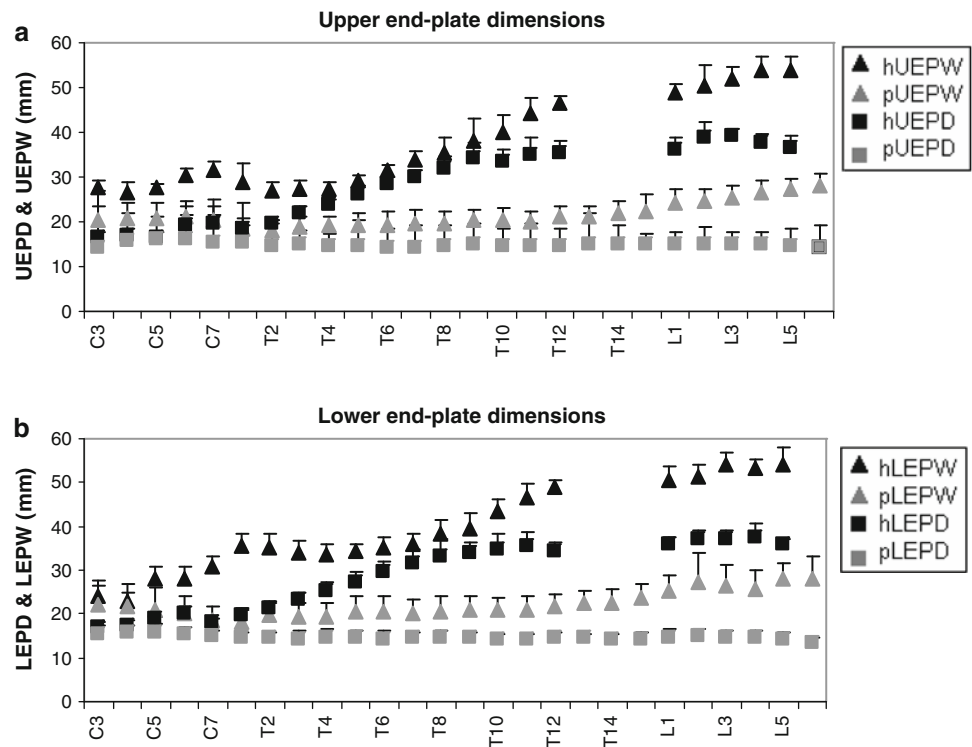 a
Upper end-plate dimensions
UEPD & UEPW (mm)
60
50
40
30
20
10
0
C3
C5
C7
T2
T4
T6
T8
T10
T12
T14
L1
L3
L5
hUEPW
pUEPW
hUEPD
pUEPD
b
Lower end-plate dimensions
LEPD & LEPW (mm)
60
50
40
30
20
10
0
C3
C5
C7
T2
T4
T6
T8
T10
T12
T14
L1
L3
L5
hLEPW
pLEPW
hLEPD
pLEPD